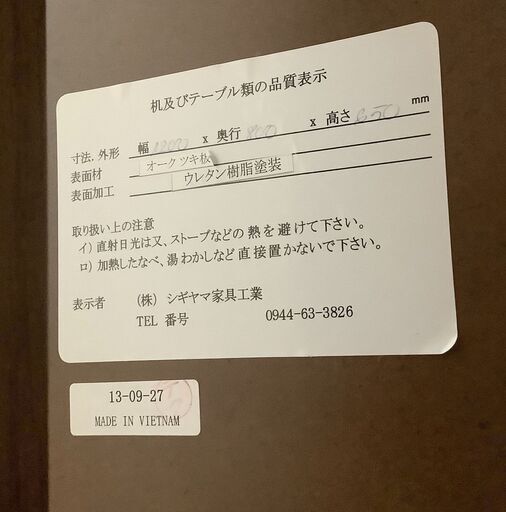 机及びテーブル類の品質表示
寸法,外形 幅 1200 x 奥行 800 x 高さ 650 mm
表面材 オークツキ板
表面加工 ウレタン樹脂塗装
取り扱い上の注意
イ) 直射日光は又、ストーブなどの熱を避けて下さい。
ロ) 加熱したなべ、湯わかしなど直接置かないで下さい。
表示者 (株) シギヤマ家具工業
TEL 番号 0944-63-3826
13-09-27
MADE IN VIETNAM